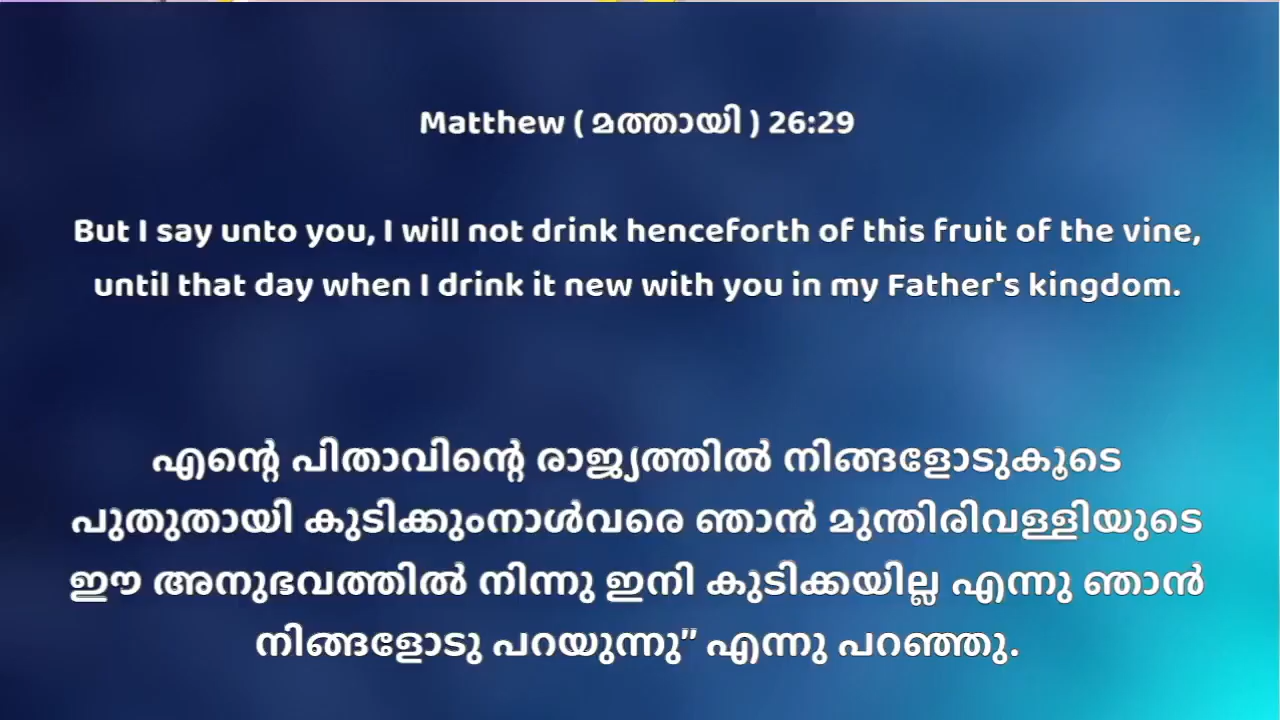 Matthew ( മത്തായി ) 26:29
But I say unto you, I will not drink henceforth of this fruit of the vine,
until that day when I drink it new with you in my Father's kingdom.
എന്റെ പിതാവിന്റെ രാജ്യത്തിൽ നിങ്ങളോടുകൂടെ
പുതുതായി കുടിക്കുംനാൾവരെ ഞാൻ മുന്തിരിവള്ളിയുടെ
ഈ അനുഭവത്തിൽ നിന്നു ഇനി കുടിക്കയില്ല എന്നു ഞാൻ
നിങ്ങളോടു പറയുന്നു” എന്നു പറഞ്ഞു.